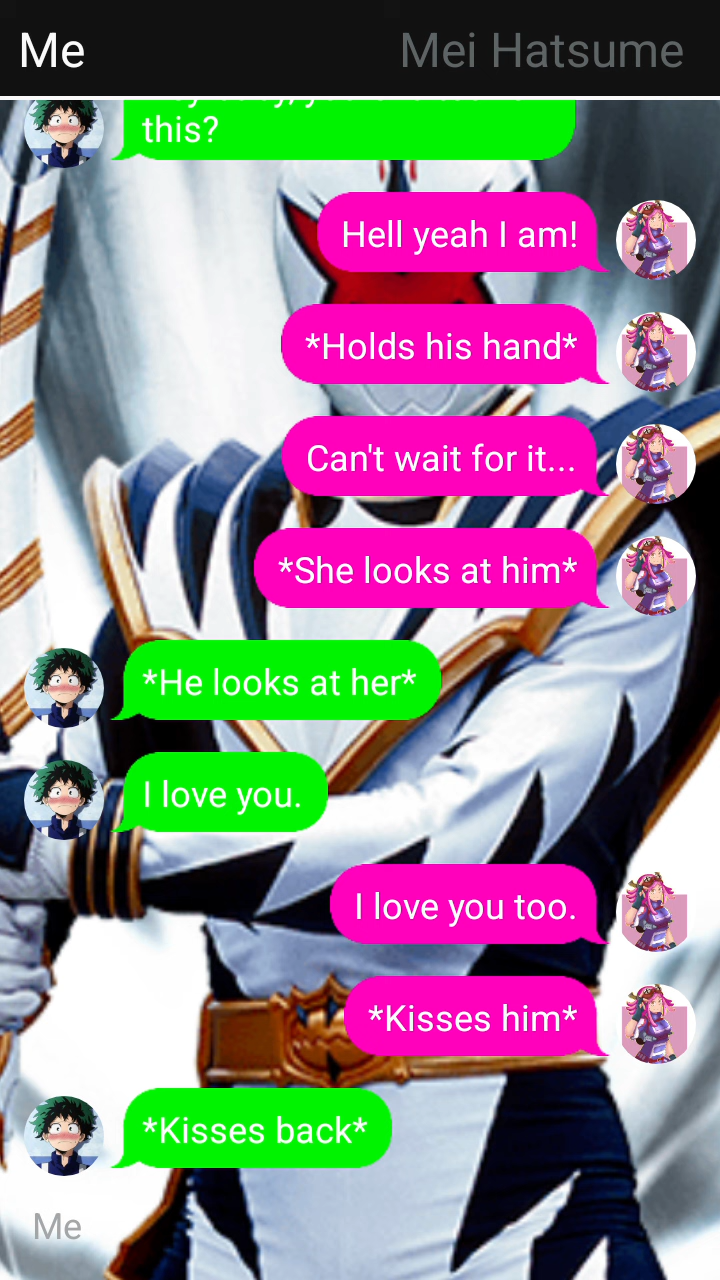 Me
Mei Hatsume
this?
Hell yeah I am!
*Holds his hand*
Can't wait for it...
*She looks at him*
*He looks at her*
I love you.
I love you too.
*Kisses him*
*Kisses back*
Me